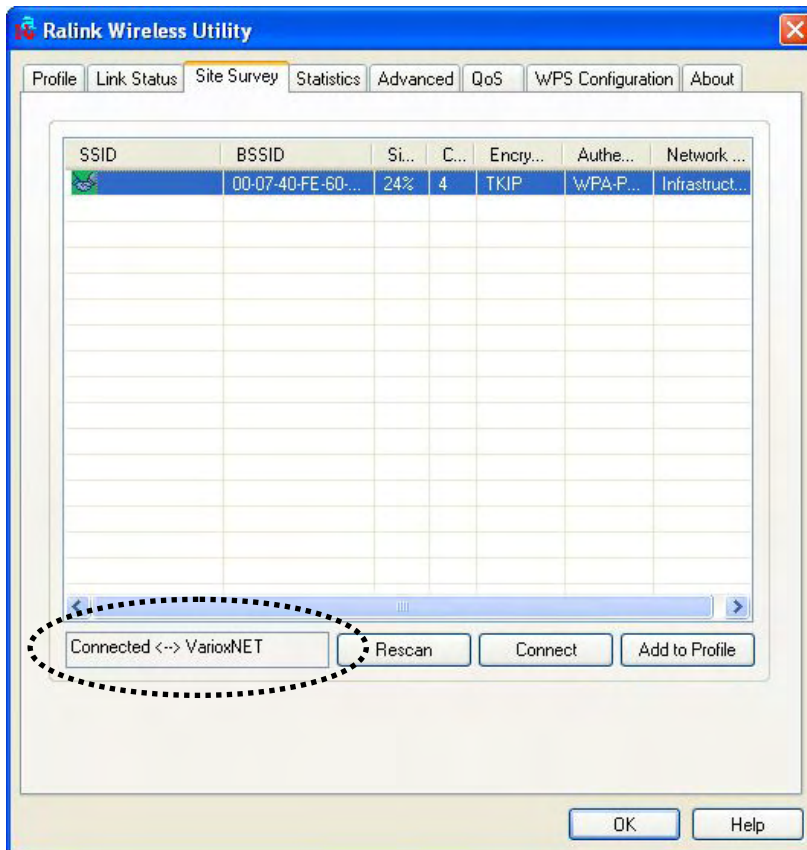 Ralink Wireless Utility
Profile Link Status Site Survey Statistics Advanced QoS WPS Configuration About
SSID BSSID Si... C... Encry... Authe... Network ...
00-07-40-FE-60-... 24% 4 TKIP WPA-P... Infrastruct...
Connected <--> VarioxNET Rescan Connect Add to Profile
OK Help